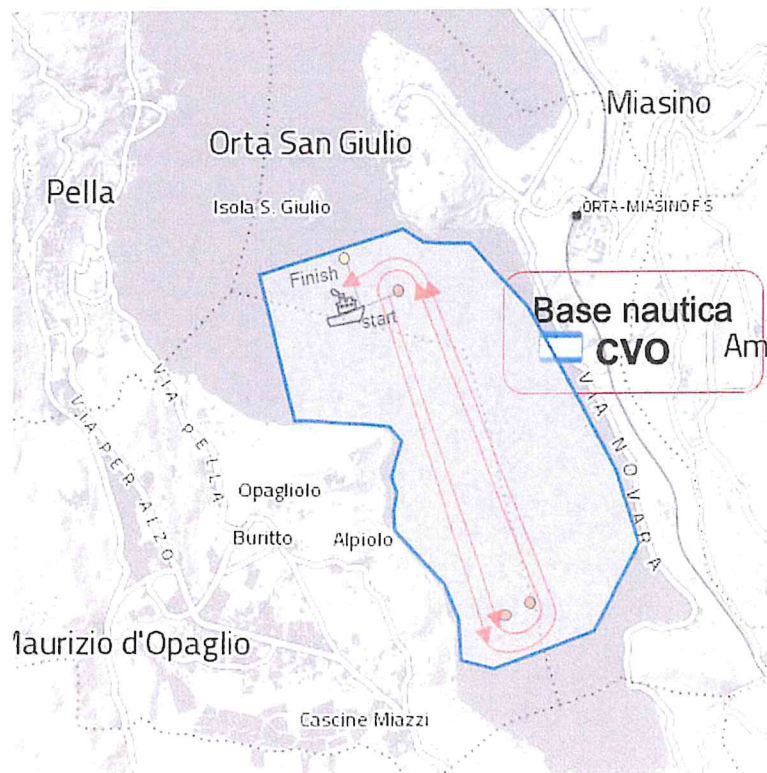 Miasino
Orta San Giulio
Pella
Isola S. Giulio
ORTA-MIASINO F.S
Finish
start
Base nautica
CVO
Am
VIA PELLA
VIA PER ALZO
VIA NOVARA
Opagliolo
Buritto
Alpiolo
Maurizio d'Opaglio
Cascine Miazzi